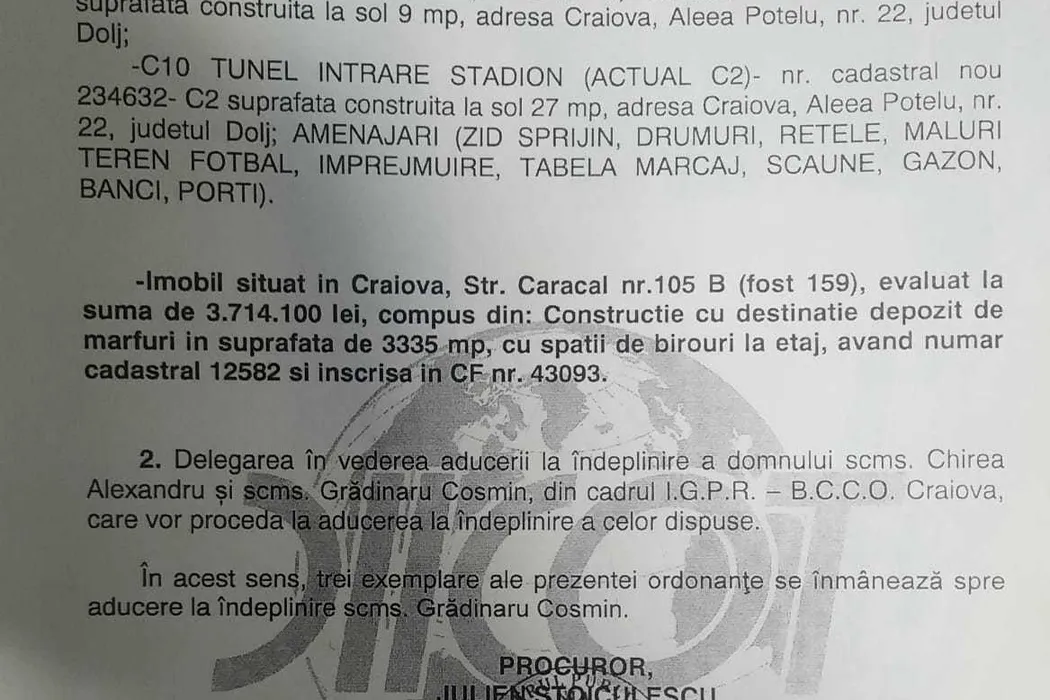 suprafata construita la sol 9 mp, adresa Craiova, Aleea Potelu, nr. 22, judetul
Dolj;
-C10 TUNEL INTRARE STADION (ACTUAL C2)- nr. cadastral nou
234632- C2 suprafata construita la sol 27 mp, adresa Craiova, Aleea Potelu, nr.
22, judetul Dolj; AMENAJARI (ZID SPRIJIN, DRUMURI, RETELE, MALURI
TEREN FOTBAL, IMPREJMUIRE, TABELA MARCAJ, SCAUNE, GAZON,
BANCI, PORTI).
-Imobil situat in Craiova, Str. Caracal nr.105 B (fost 159), evaluat la
suma de 3.714.100 lei, compus din: Constructie cu destinatie depozit de
marfuri in suprafata de 3335 mp, cu spatii de birouri la etaj, avand numar
cadastral 12582 si inscrisa in CF nr. 43093.
2. Delegarea în vederea aducerii la îndeplinire a domnului scms. Chirea
Alexandru și scms. Grădinaru Cosmin, din cadrul I.G.P.R. – B.C.C.O. Craiova,
care vor proceda la aducerea la îndeplinire a celor dispuse.
În acest sens, trei exemplare ale prezentei ordonanţe se înmânează spre
aducere la îndeplinire scms. Grădinaru Cosmin.
PROCUROR,
JULIEN STOICULESCU
DIICOT